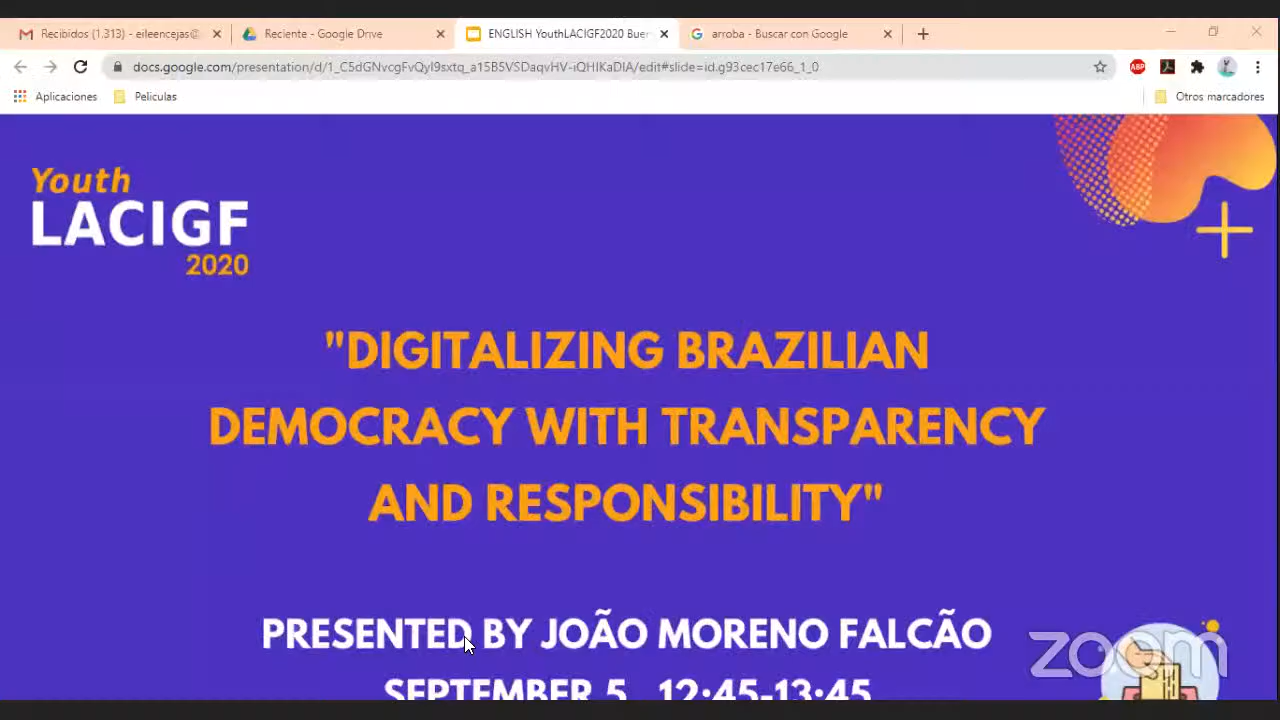 Recibidos (1.313) - eileencejas@
Reciente - Google Drive
ENGLISH YouthLACIGF2020 Buen
arroba - Buscar con Google
docs.google.com/presentation/d/1_C5dGNvcgFvQyI9sxtq_a15B5VSDaqvHV-iQHIKaDIA/edit#slide=id.g93cec17e66_1_0
ABP
Aplicaciones
Peliculas
Otros marcadores
Youth
LACIGF
2020
"DIGITALIZING BRAZILIAN
DEMOCRACY WITH TRANSPARENCY
AND RESPONSIBILITY"
PRESENTED BY JOÃO MORENO FALCÃO
SEPTEMBER 5 12:45-13:45
zoom